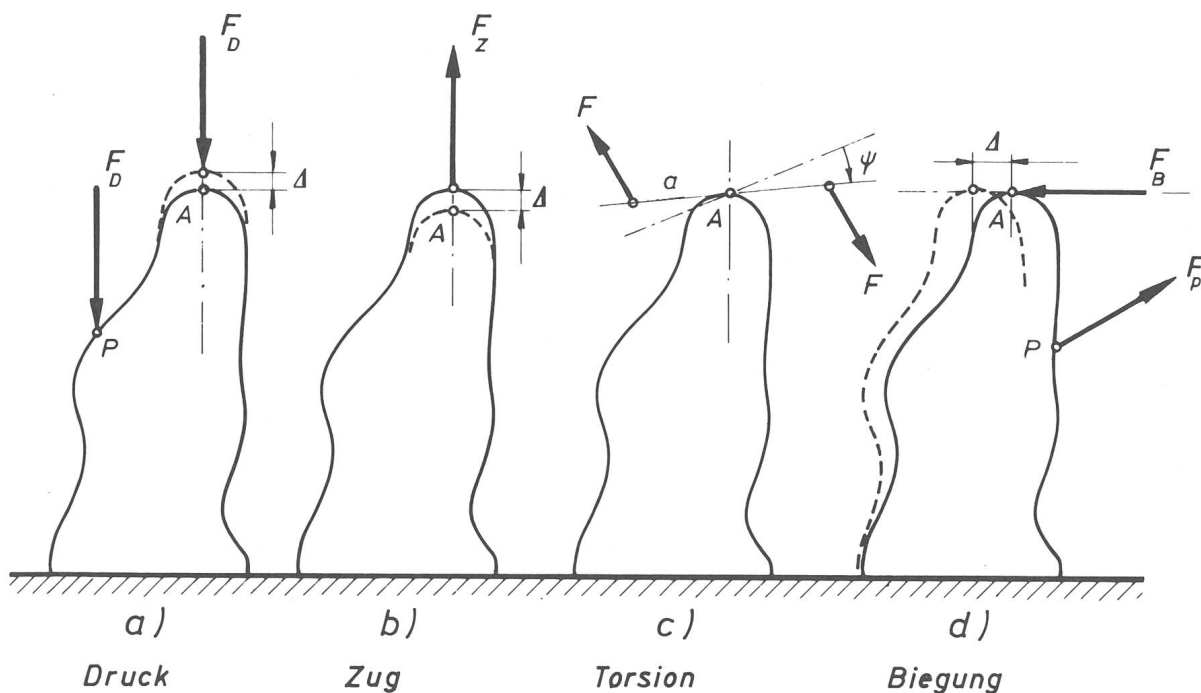 F_D
F_D
Δ
A
P
F_Z
Δ
A
F
a
ψ
A
F
Δ
F_B
A
F_P
P
a)
b)
c)
d)
Druck
Zug
Torsion
Biegung